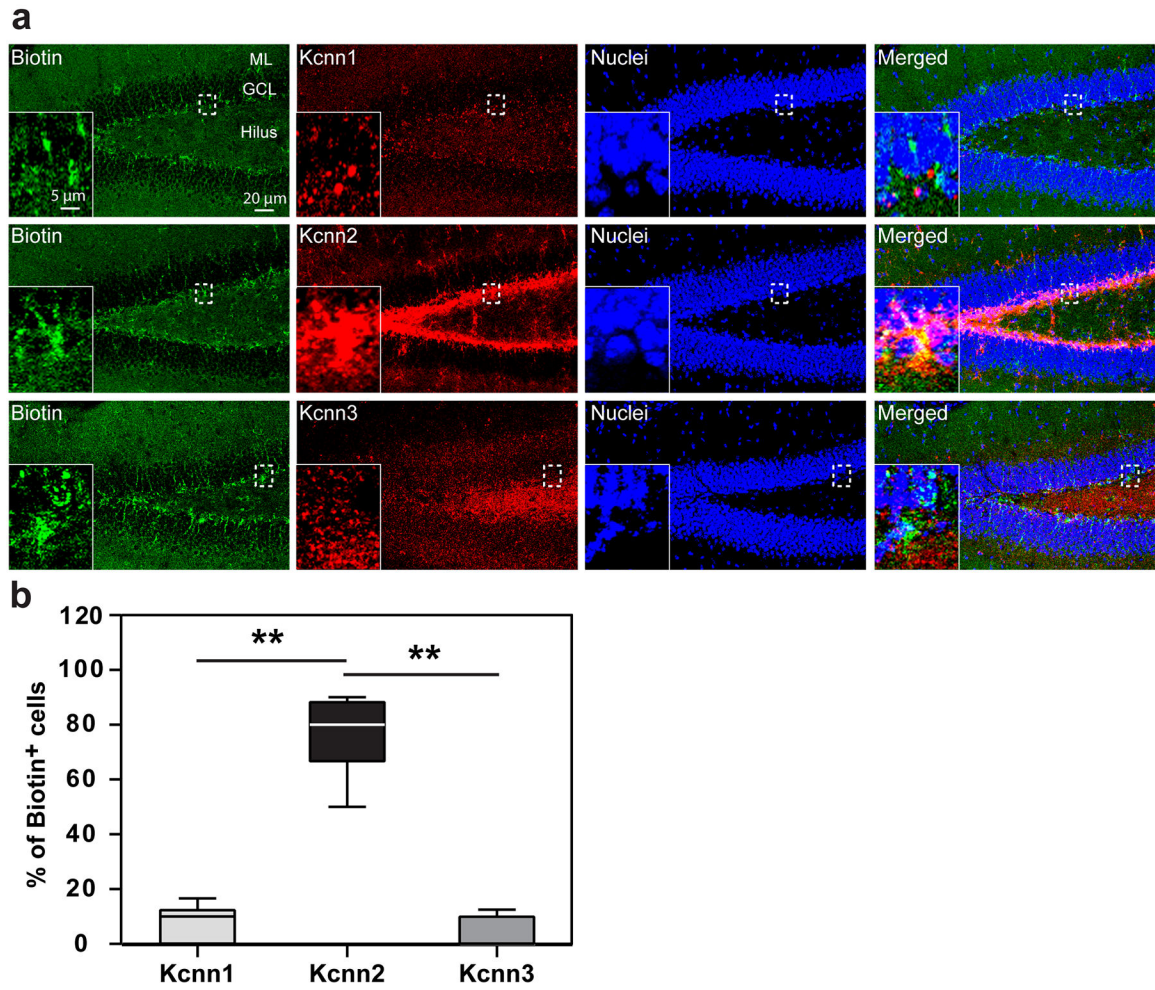 a
Biotin
Kcnn1
Nuclei
Merged
ML
GCL
Hilus
5 µm
20 µm
Biotin
Kcnn2
Nuclei
Merged
Biotin
Kcnn3
Nuclei
Merged
b
120
100
80
60
40
20
0
% of Biotin+ cells
**
**
Kcnn1
Kcnn2
Kcnn3